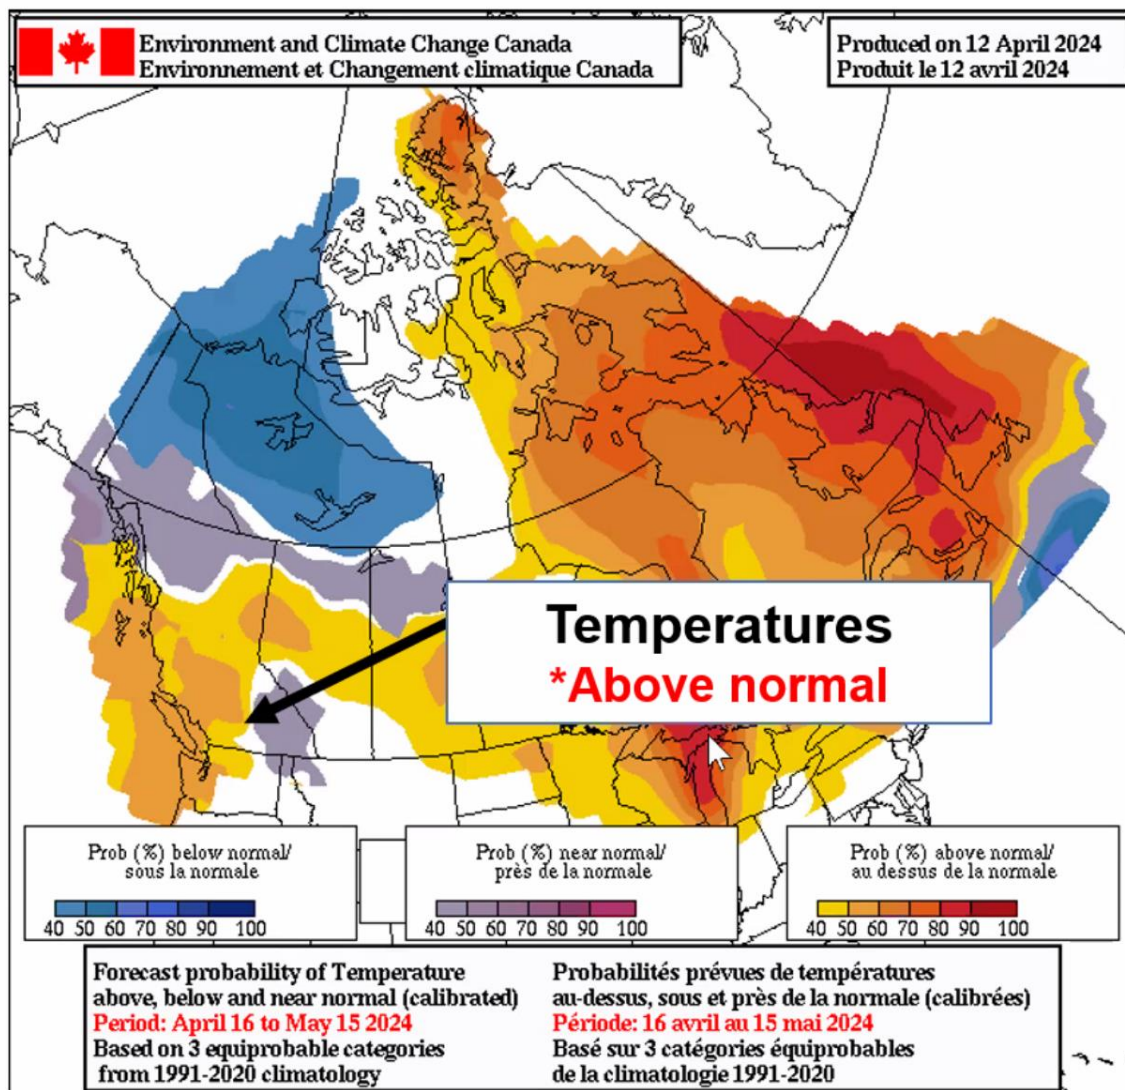 Environment and Climate Change Canada
Environnement et Changement climatique Canada
Produced on 12 April 2024
Produit le 12 avril 2024
Temperatures
*Above normal
Prob (%) below normal/
sous la normale
40 50 60 70 80 90 100
Prob (%) near normal/
près de la normale
40 50 60 70 80 90 100
Prob (%) above normal/
au dessus de la normale
40 50 60 70 80 90 100
Forecast probability of Temperature
above, below and near normal (calibrated)
Period: April 16 to May 15 2024
Based on 3 equiprobable categories
from 1991-2020 climatology
Probabilités prévues de températures
au-dessus, sous et près de la normale (calibrées)
Période: 16 avril au 15 mai 2024
Basé sur 3 catégories équiprobables
de la climatologie 1991-2020